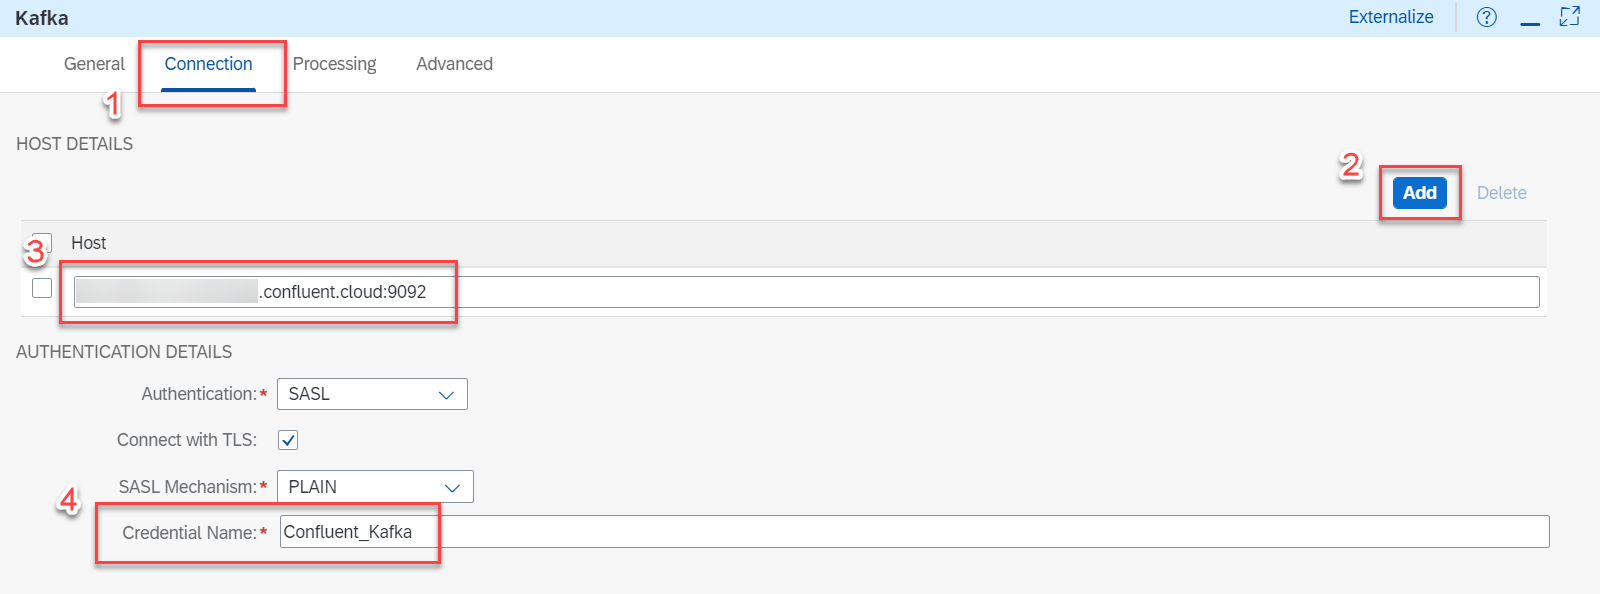 Kafka
Externalize
General Connection Processing Advanced
1
HOST DETAILS
2
Add Delete
3
Host
.confluent.cloud:9092
AUTHENTICATION DETAILS
Authentication:* SASL
Connect with TLS:
SASL Mechanism:* PLAIN
4
Credential Name:* Confluent_Kafka